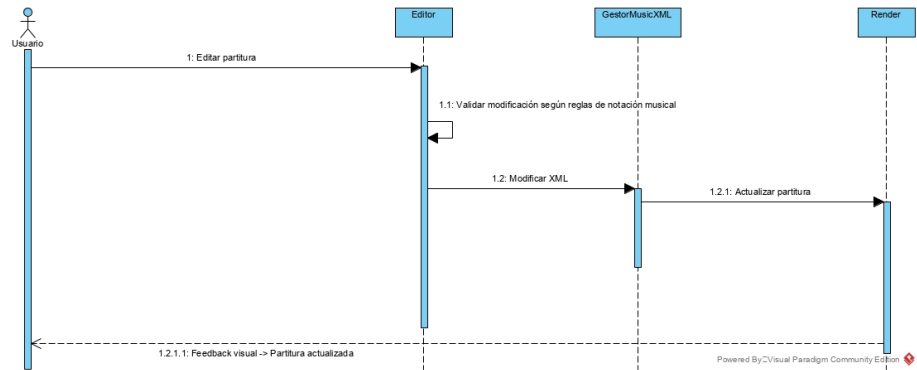 Usuario
Editor
GestorMusicXML
Render
1: Editar partitura
1.1: Validar modificación según reglas de notación musical
1.2: Modificar XML
1.2.1: Actualizar partitura
1.2.1.1: Feedback visual -> Partitura actualizada
Powered By Visual Paradigm Community Edition